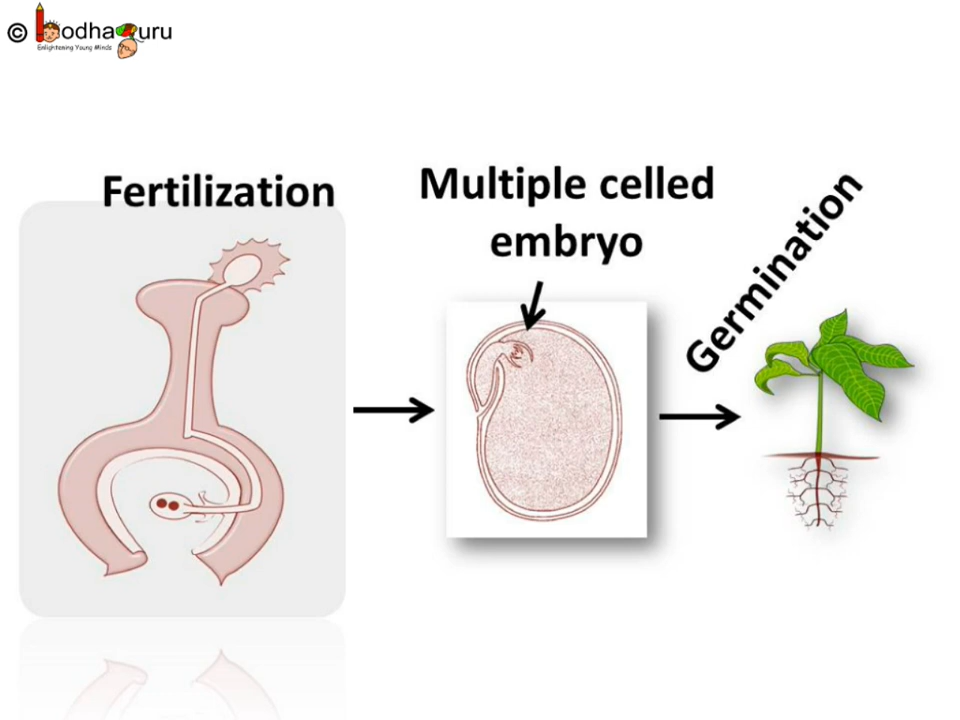 © BodhaGuru
Enlightening Young Minds
Fertilization
Multiple celled
embryo
Germination